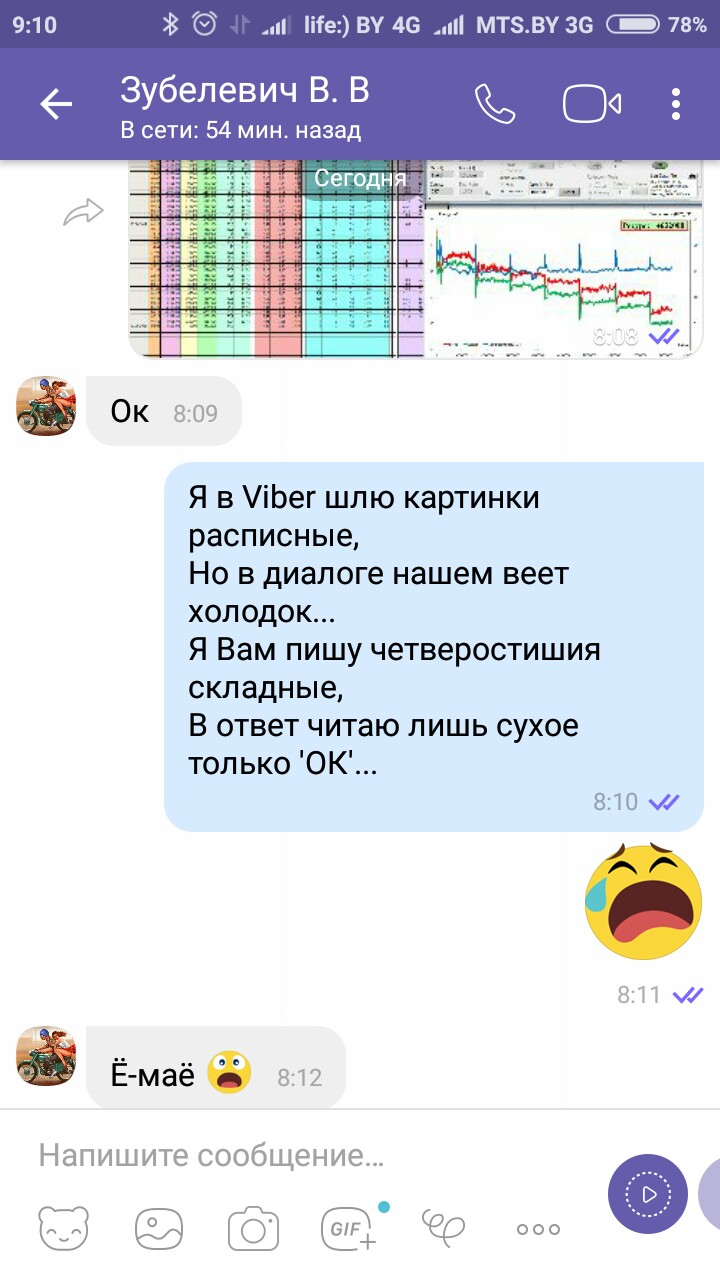 9:10 life:) BY 4G MTS.BY 3G 78%
Зубелевич В. В
В сети: 54 мин. назад
Сегодня
8:08
Ок 8:09
Я в Viber шлю картинки
расписные,
Но в диалоге нашем веет
холодок...
Я Вам пишу четверостишия
складные,
В ответ читаю лишь сухое
только 'ОК'...
8:10
8:11
Ё-маё 8:12
Напишите сообщение...
GIF